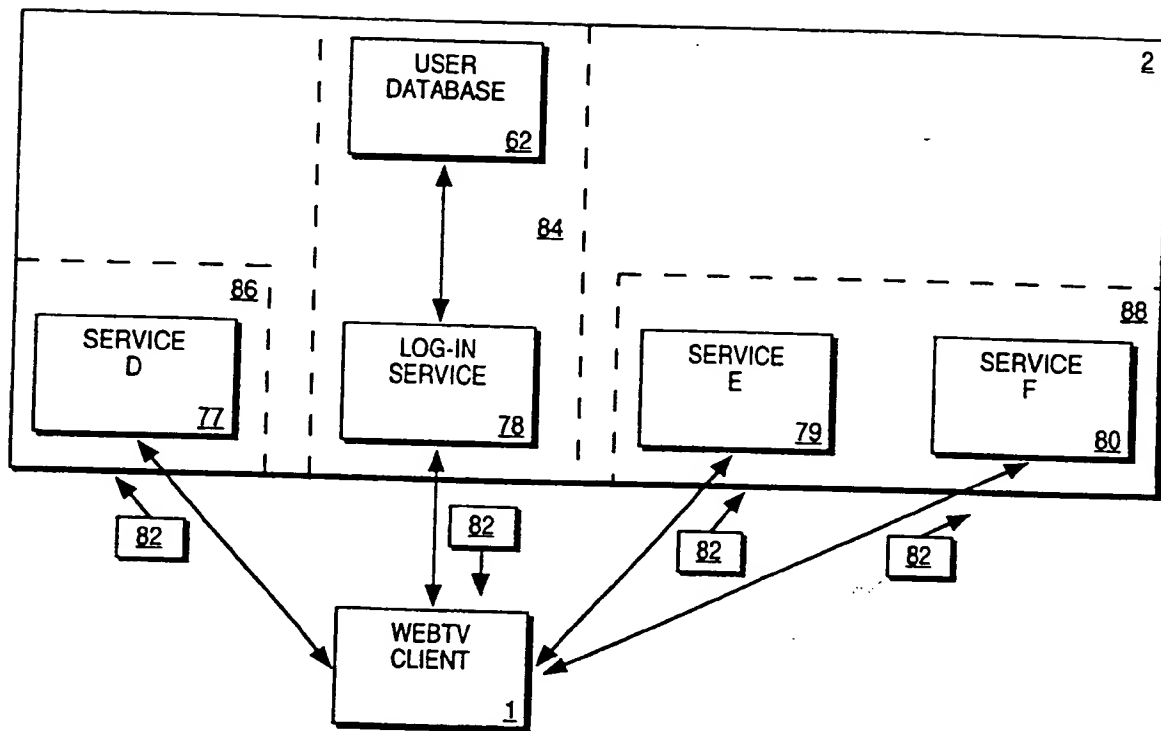 2
USER
DATABASE
62
84
86
SERVICE
D
77
LOG-IN
SERVICE
78
88
SERVICE
E
79
SERVICE
F
80
82
82
82
82
WEBTV
CLIENT
1